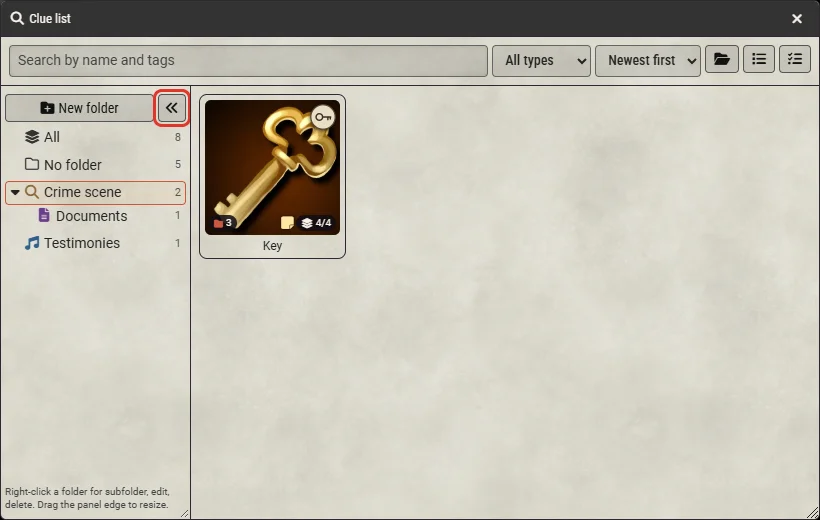 Clue list
Search by name and tags
All types
Newest first
New folder
All 8
No folder 5
Crime scene 2
Documents 1
Testimonies 1
3
4/4
Key
Right-click a folder for subfolder, edit,
delete. Drag the panel edge to resize.